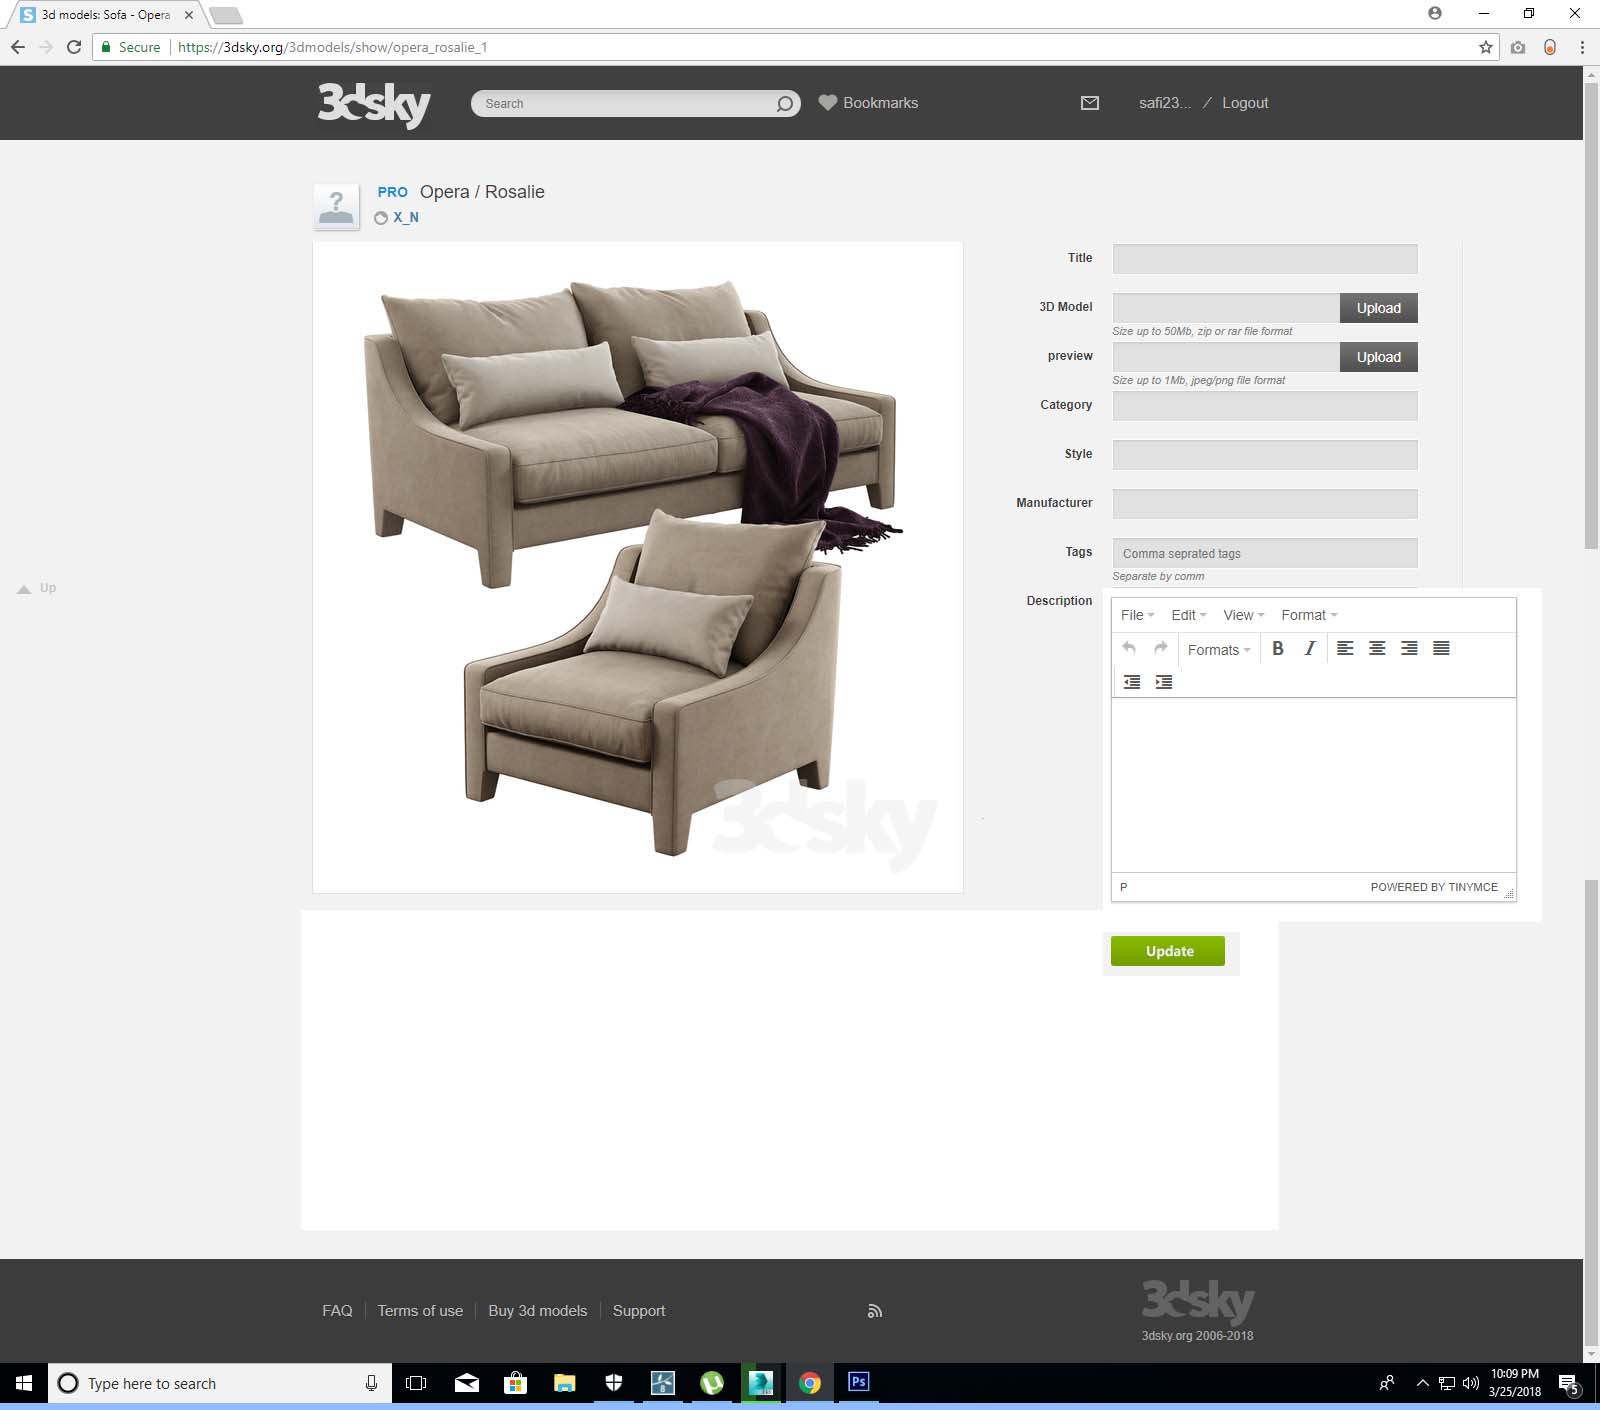 3d models: Sofa - Opera
Secure https://3dsky.org/3dmodels/show/opera_rosalie_1
3dsky Search Bookmarks safi23... / Logout
PRO Opera / Rosalie
X_N
Title
3D Model Upload
Size up to 50Mb, zip or rar file format
preview Upload
Size up to 1Mb, jpeg/png file format
Category
Style
Manufacturer
Tags Comma seprated tags
Separate by comm
Up
Description
File Edit View Format
Formats B I
3dsky
P POWERED BY TINYMCE
Update
FAQ Terms of use Buy 3d models Support
3dsky
3dsky.org 2006-2018
Type here to search
Ps
10:09 PM
3/25/2018
5